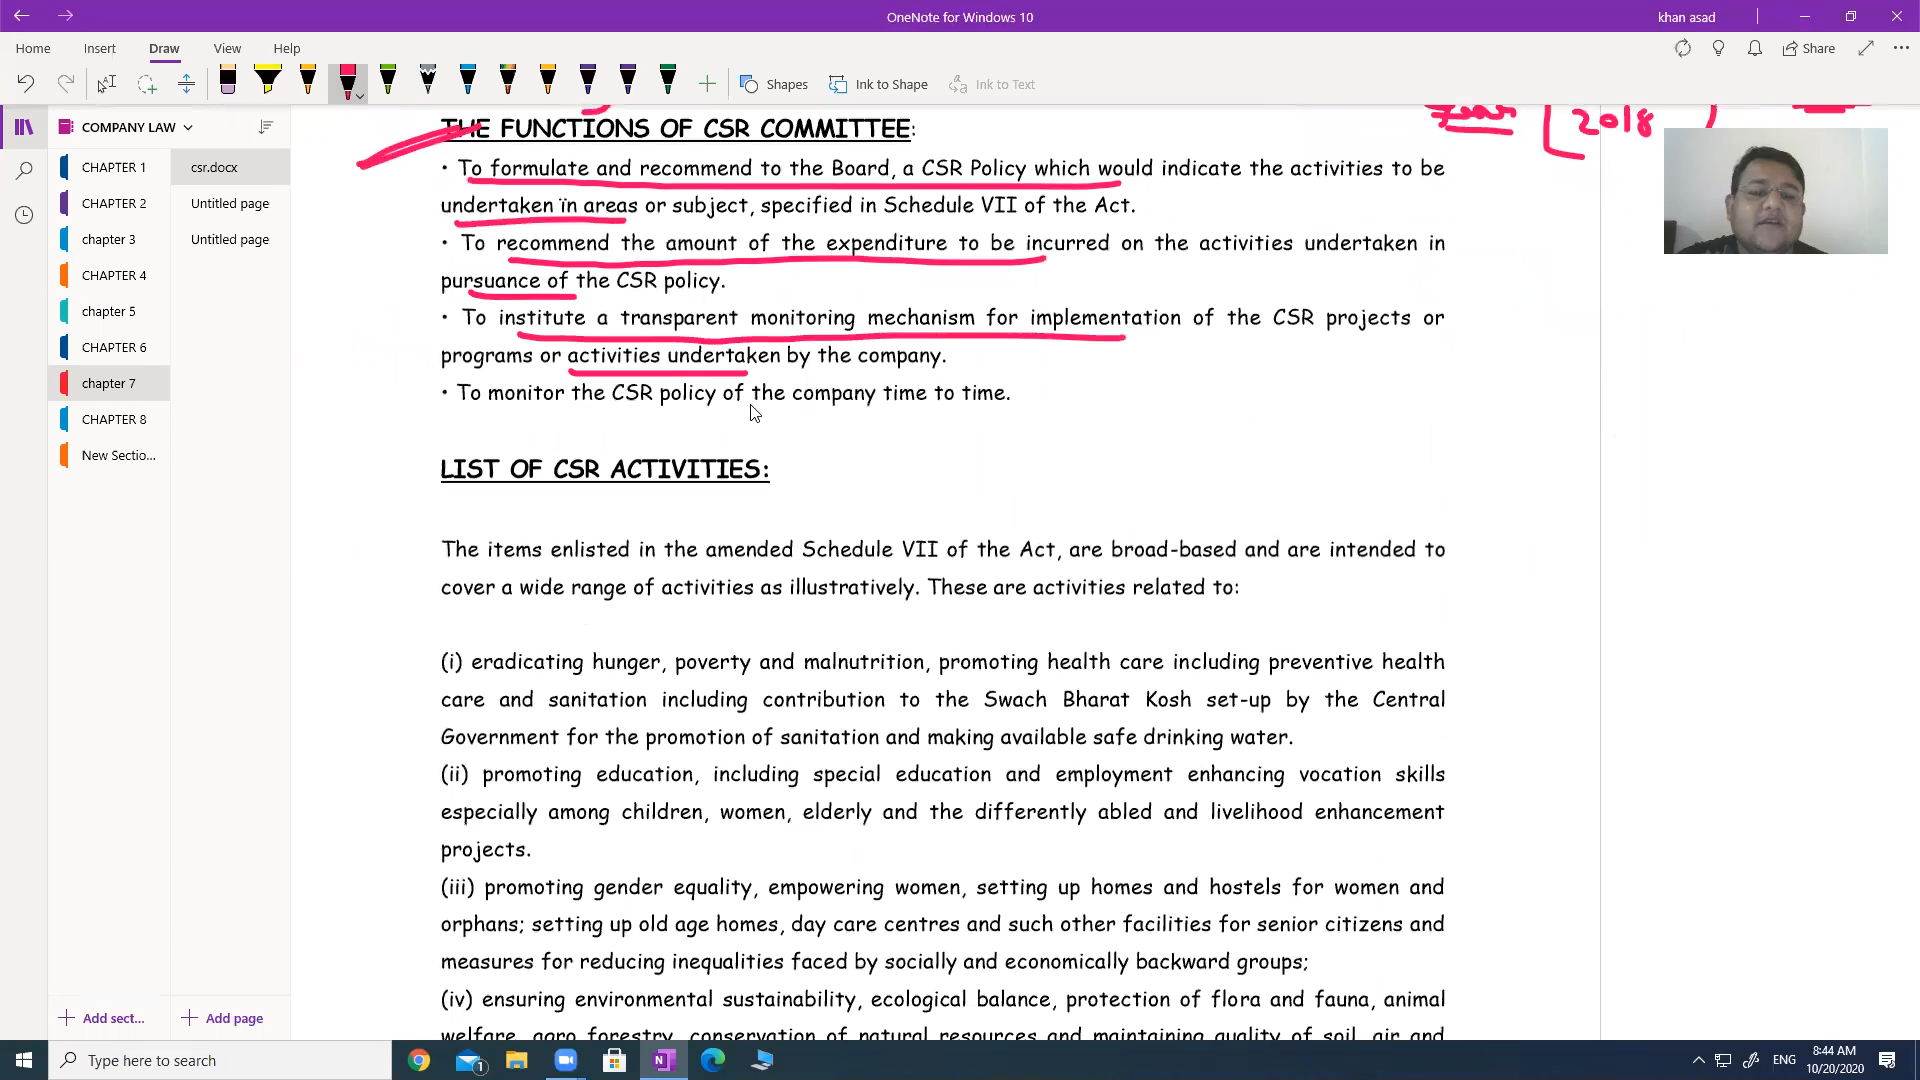 OneNote for Windows 10
khan asad
Home Insert Draw View Help
Share
Shapes Ink to Shape Ink to Text
COMPANY LAW
CHAPTER 1
CHAPTER 2
chapter 3
CHAPTER 4
chapter 5
CHAPTER 6
chapter 7
CHAPTER 8
New Sectio...
Add sect...
csr.docx
Untitled page
Untitled page
Add page
2018
THE FUNCTIONS OF CSR COMMITTEE:
• To formulate and recommend to the Board, a CSR Policy which would indicate the activities to be
undertaken in areas or subject, specified in Schedule VII of the Act.
• To recommend the amount of the expenditure to be incurred on the activities undertaken in
pursuance of the CSR policy.
• To institute a transparent monitoring mechanism for implementation of the CSR projects or
programs or activities undertaken by the company.
• To monitor the CSR policy of the company time to time.
LIST OF CSR ACTIVITIES:
The items enlisted in the amended Schedule VII of the Act, are broad-based and are intended to
cover a wide range of activities as illustratively. These are activities related to:
(i) eradicating hunger, poverty and malnutrition, promoting health care including preventive health
care and sanitation including contribution to the Swach Bharat Kosh set-up by the Central
Government for the promotion of sanitation and making available safe drinking water.
(ii) promoting education, including special education and employment enhancing vocation skills
especially among children, women, elderly and the differently abled and livelihood enhancement
projects.
(iii) promoting gender equality, empowering women, setting up homes and hostels for women and
orphans; setting up old age homes, day care centres and such other facilities for senior citizens and
measures for reducing inequalities faced by socially and economically backward groups;
(iv) ensuring environmental sustainability, ecological balance, protection of flora and fauna, animal
welfare, agro forestry, conservation of natural resources and maintaining quality of soil, air and
Type here to search
1
N
ENG
8:44 AM
10/20/2020